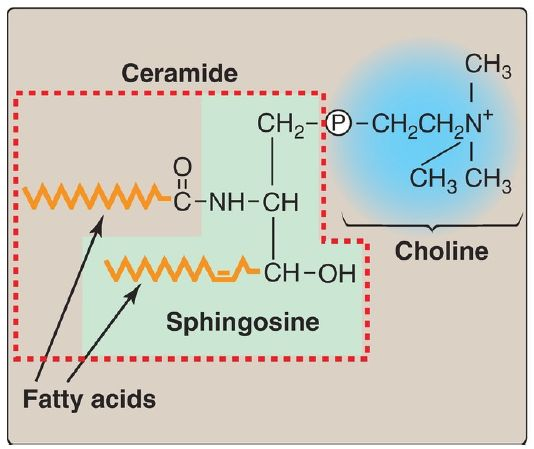 Ceramide
CH3
CH2–P–CH2CH2N+
O
C–NH–CH
CH3 CH3
Choline
CH–OH
Sphingosine
Fatty acids